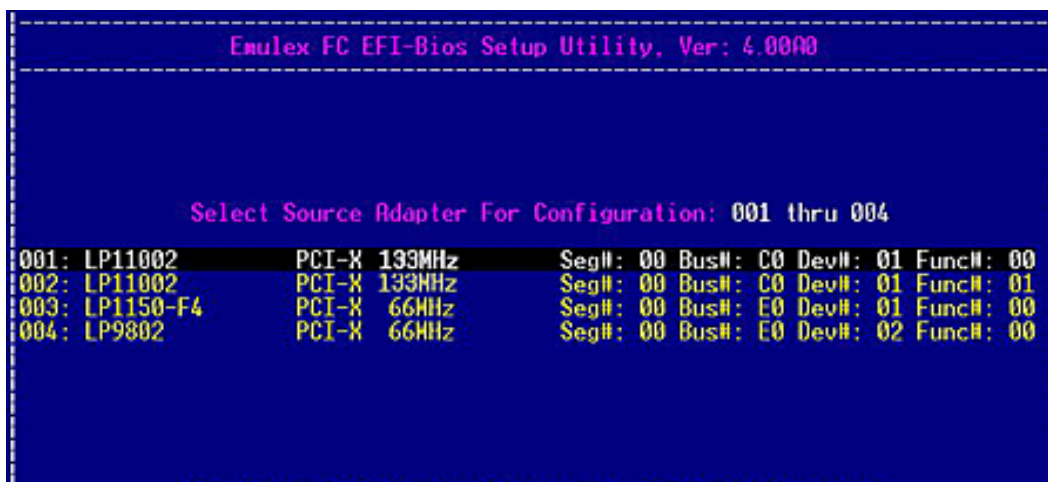 Emulex FC EFI-Bios Setup Utility, Ver: 4.00A0
Select Source Adapter For Configuration: 001 thru 004
001: LP11002 PCI-X 133MHz Seg#: 00 Bus#: C0 Dev#: 01 Func#: 00
002: LP11002 PCI-X 133MHz Seg#: 00 Bus#: C0 Dev#: 01 Func#: 01
003: LP1150-F4 PCI-X 66MHz Seg#: 00 Bus#: E0 Dev#: 01 Func#: 00
004: LP9802 PCI-X 66MHz Seg#: 00 Bus#: E0 Dev#: 02 Func#: 00